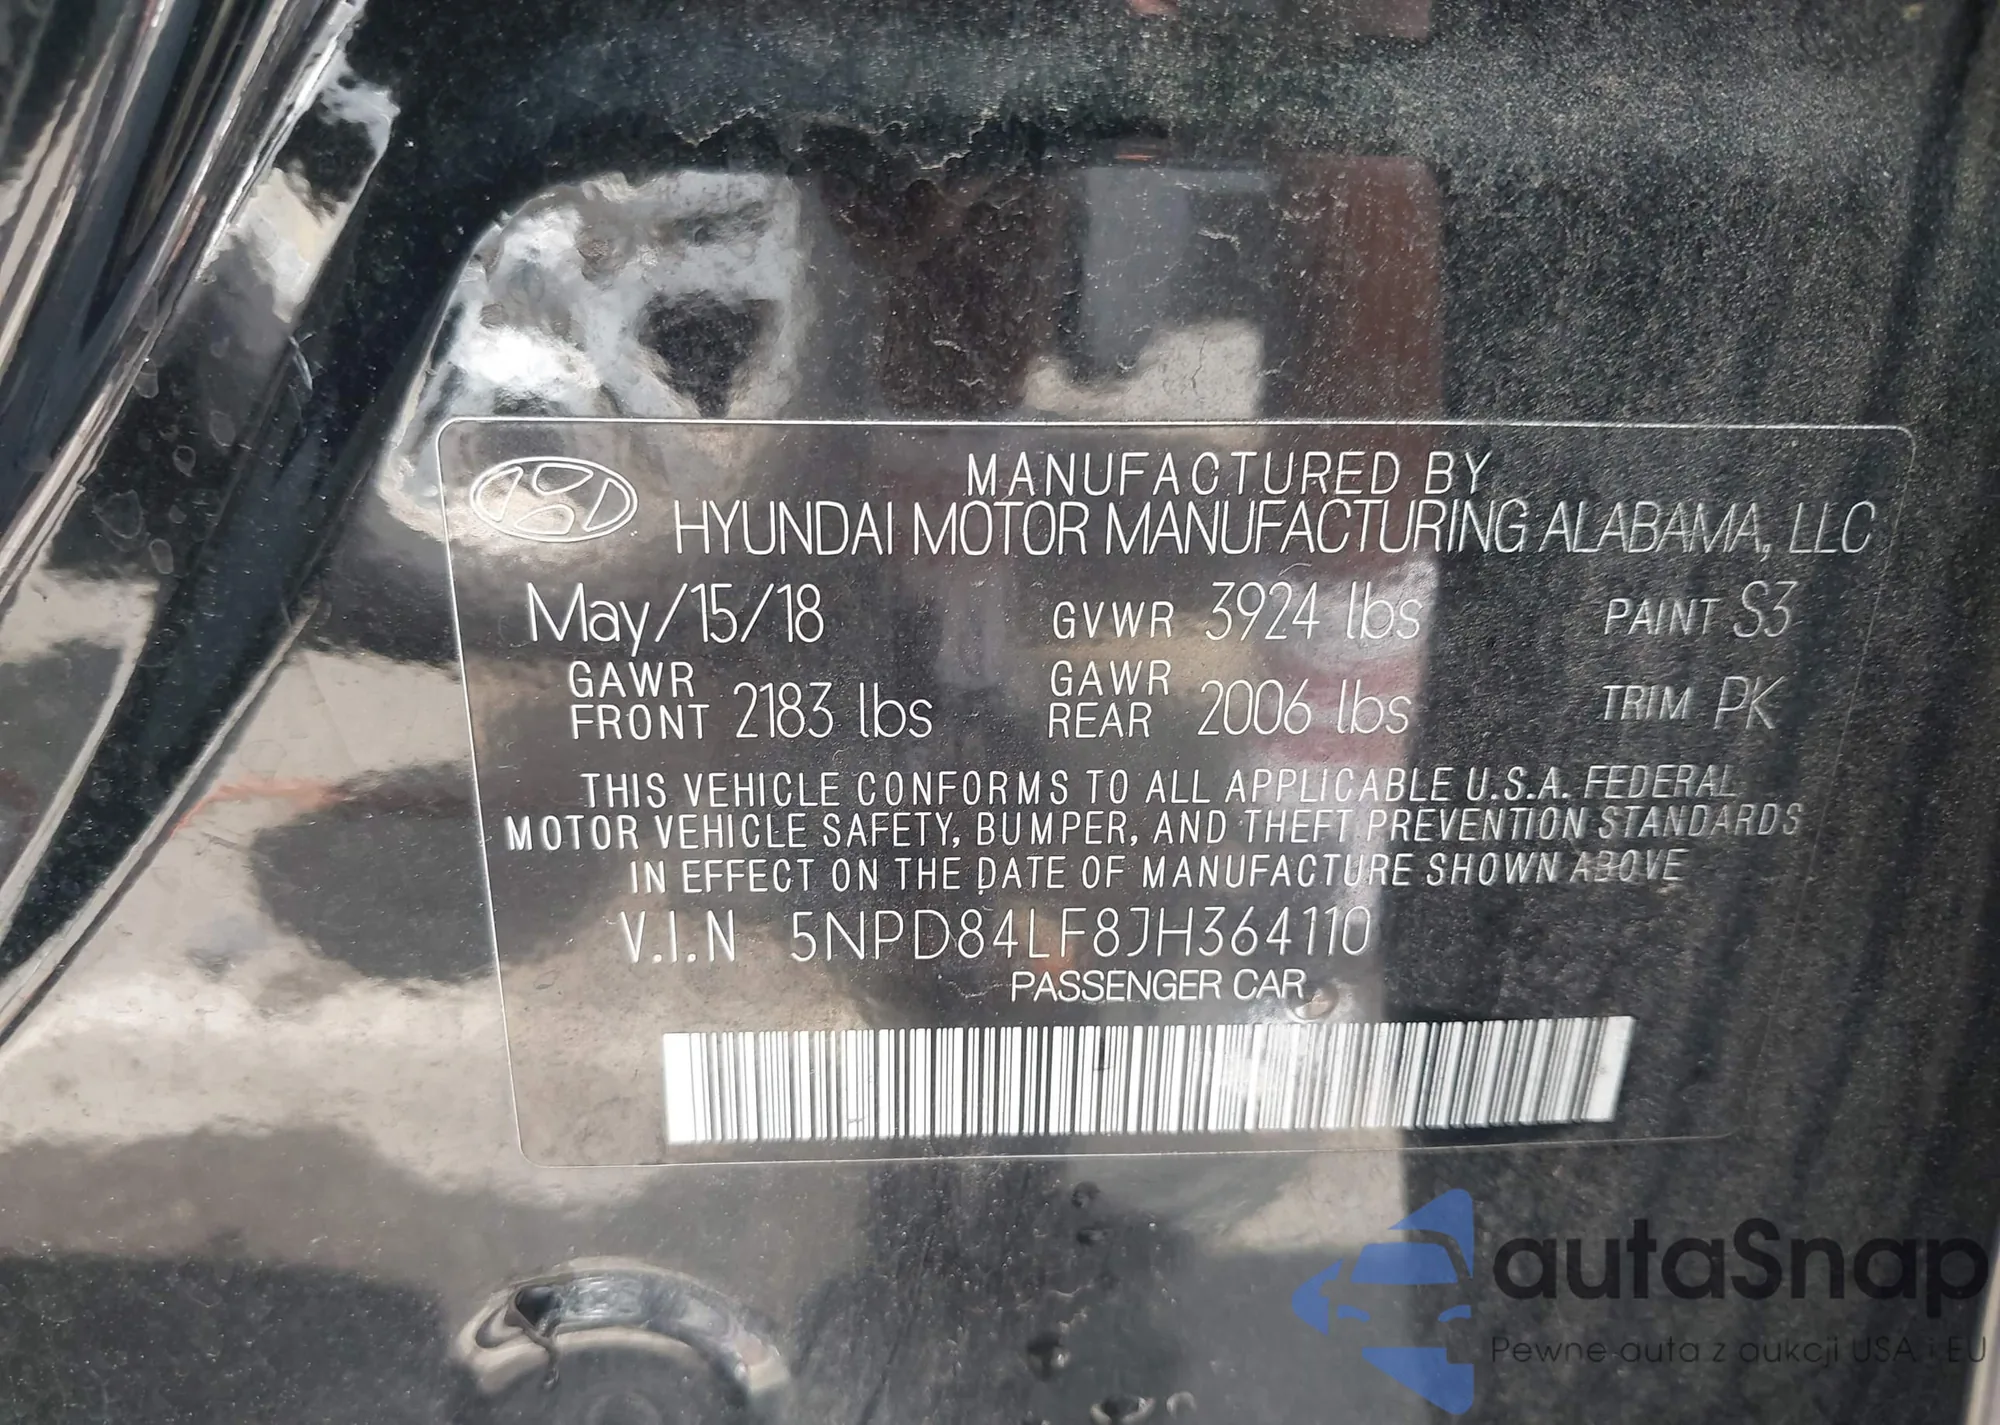 MANUFACTURED BY
HYUNDAI MOTOR MANUFACTURING ALABAMA, LLC
May/15/18 GVWR 3924 lbs PAINT S3
GAWR FRONT 2183 lbs GAWR REAR 2006 lbs TRIM PK
THIS VEHICLE CONFORMS TO ALL APPLICABLE U.S.A. FEDERAL
MOTOR VEHICLE SAFETY, BUMPER, AND THEFT PREVENTION STANDARDS
IN EFFECT ON THE DATE OF MANUFACTURE SHOWN ABOVE
V.I.N 5NPD84LF8JH364110
PASSENGER CAR
autaSnap
Pewne auta z aukcji USA i EU